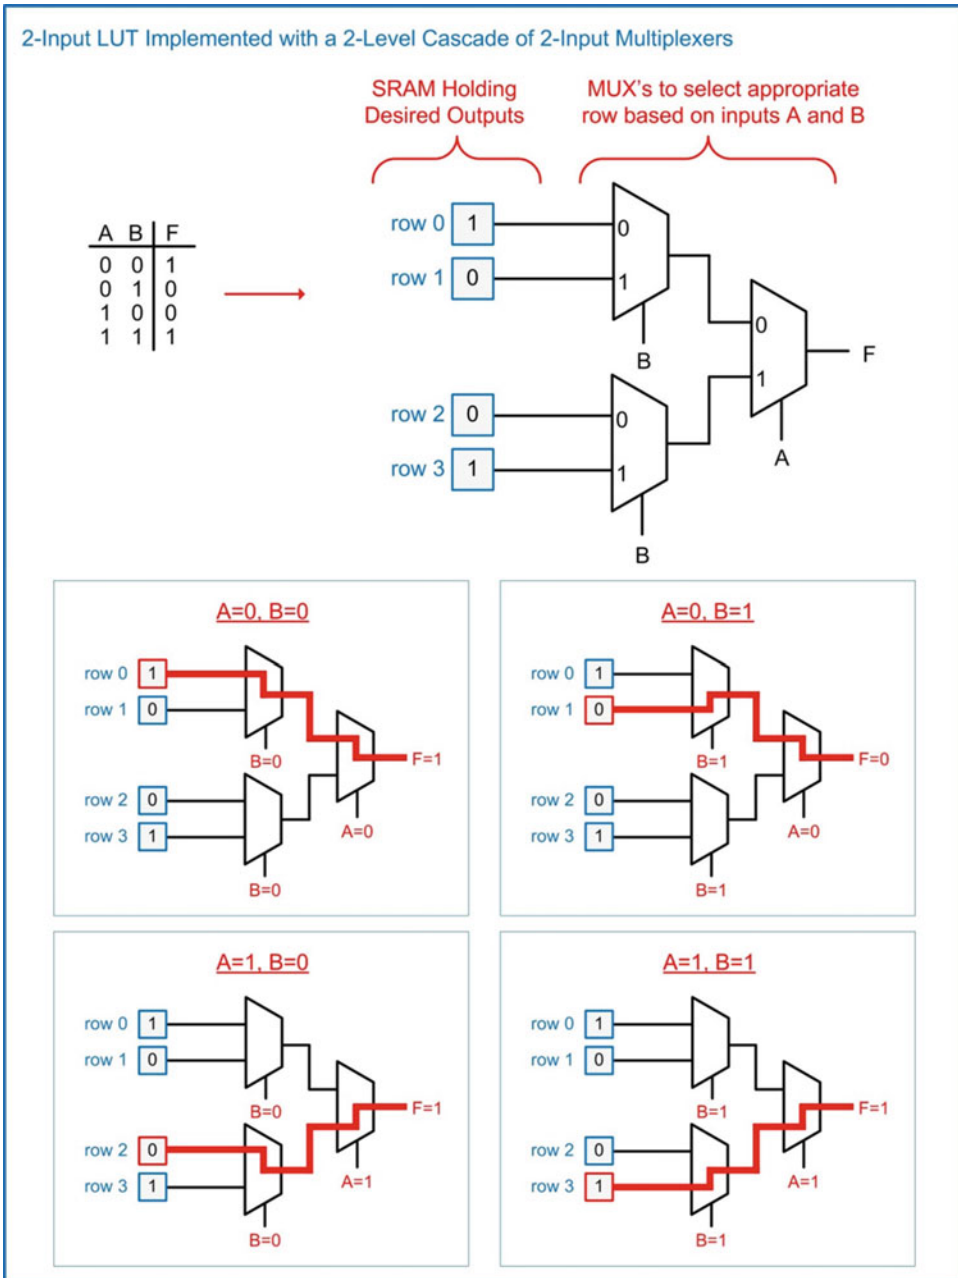 2-Input LUT Implemented with a 2-Level Cascade of 2-Input Multiplexers
SRAM Holding
Desired Outputs
MUX's to select appropriate
row based on inputs A and B
A B F
0 0 1
0 1 0
1 0 0
1 1 1
row 0 1
row 1 0
0
1
B
row 2 0
row 3 1
0
1
B
0
1
A
F
A=0, B=0
row 0 1
row 1 0
B=0
F=1
row 2 0
row 3 1
A=0
B=0
A=0, B=1
row 0 1
row 1 0
B=1
F=0
row 2 0
row 3 1
A=0
B=1
A=1, B=0
row 0 1
row 1 0
B=0
F=1
row 2 0
row 3 1
A=1
B=0
A=1, B=1
row 0 1
row 1 0
B=1
F=1
row 2 0
row 3 1
A=1
B=1